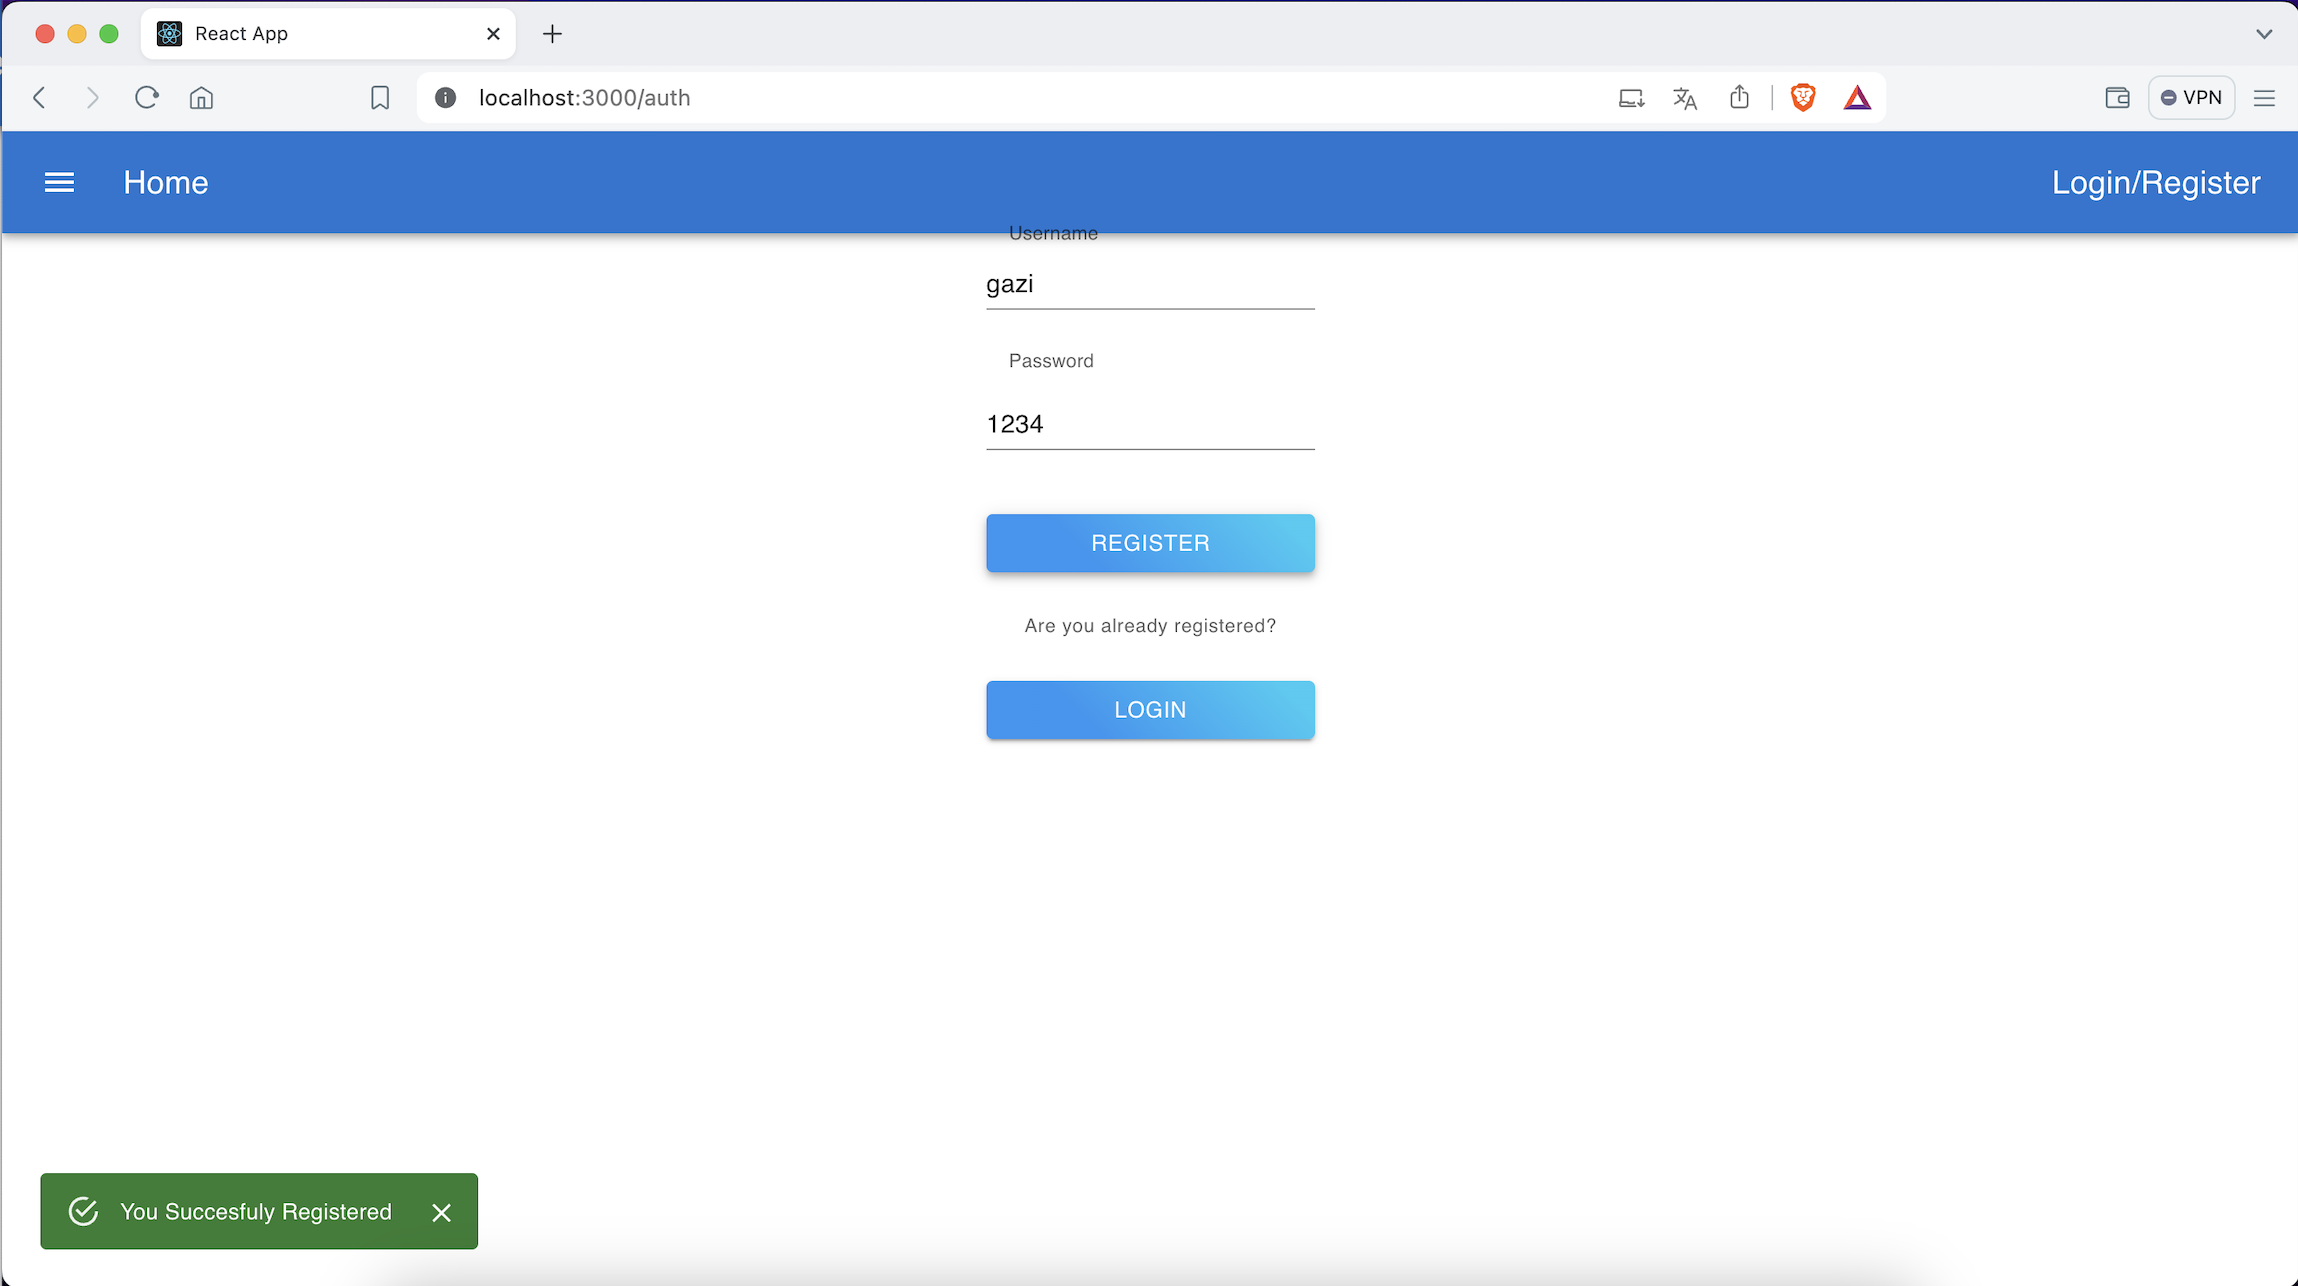 React App
localhost:3000/auth
VPN
Home
Login/Register
Username
gazi
Password
1234
REGISTER
Are you already registered?
LOGIN
You Succesfuly Registered